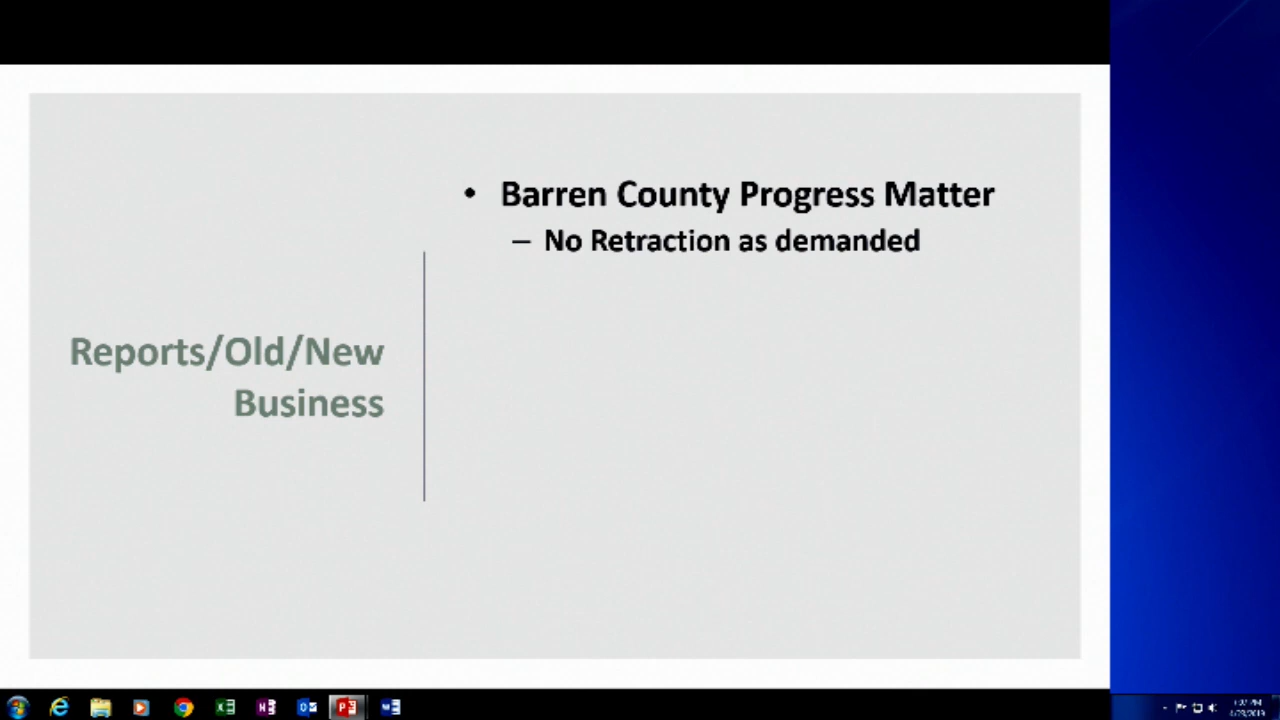 Reports/Old/New
Business
• Barren County Progress Matter
– No Retraction as demanded